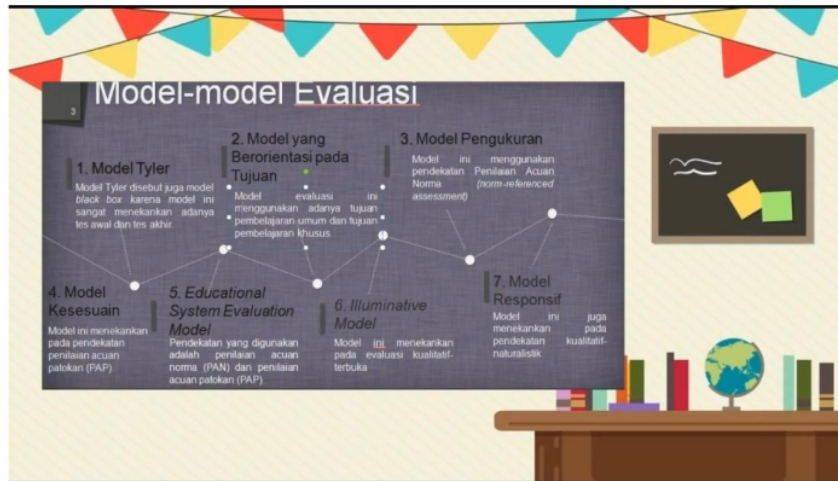 3
Model-model Evaluasi
1. Model Tyler
Model Tyler disebut juga model
black box karena model ini
sangat menekankan adanya
tes awal dan tes akhir
2. Model yang
Berorientasi pada
Tujuan
Model evaluasi ini
menggunakan adanya tujuan
pembelajaran umum dan tujuan
pembelajaran khusus.
3. Model Pengukuran
Model ini menggunakan
pendekatan Penilaian Acuan
Norma (norm-referenced
assessment)
4. Model
Kesesuain
Model ini menekankan
pada pendekatan
penilaian acuan
patokan (PAP)
5. Educational
System Evaluation
Model
Pendekatan yang digunakan
adalah penilaian acuan
norma (PAN) dan penilaian
acuan patokan (PAP)
6. Illuminative
Model
Model ini menekankan
pada evaluasi kualitatif-
terbuka
7. Model
Responsif
Model ini juga
menekankan pada
pendekatan kualitatif-
naturalistik